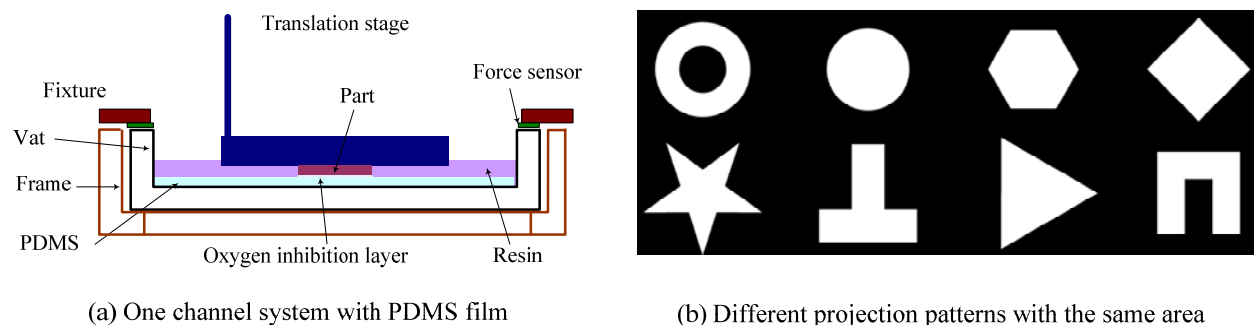 Translation stage
Force sensor
Fixture
Part
Vat
Frame
PDMS
Oxygen inhibition layer
Resin
(a) One channel system with PDMS film
(b) Different projection patterns with the same area